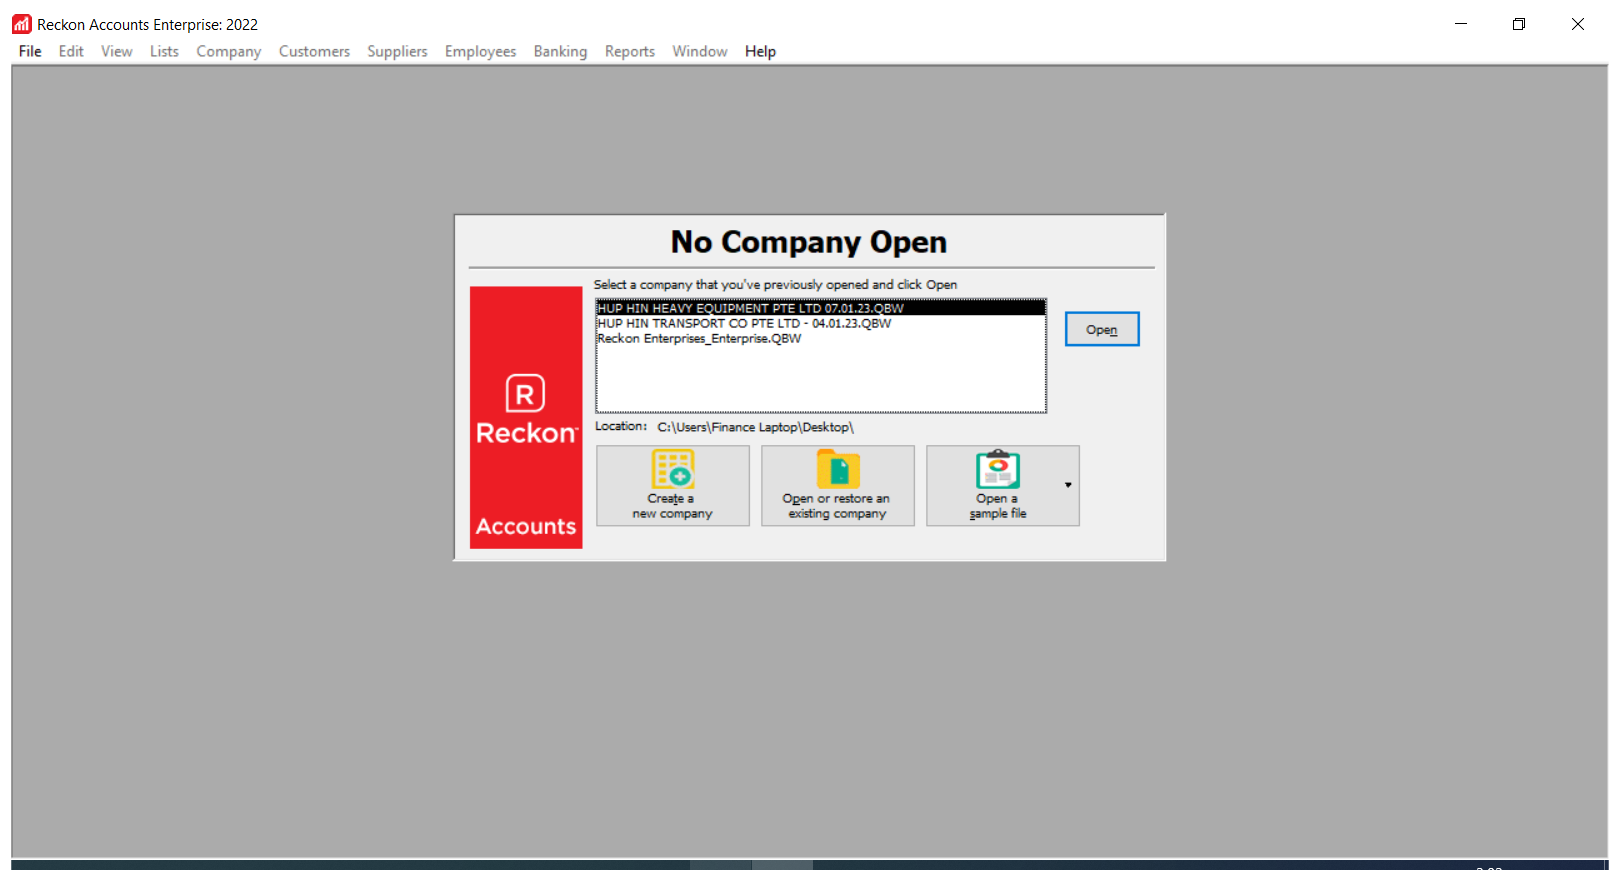 Reckon Accounts Enterprise: 2022
File Edit View Lists Company Customers Suppliers Employees Banking Reports Window Help
No Company Open
Select a company that you've previously opened and click Open
HUP HIN HEAVY EQUIPMENT PTE LTD 07.01.23.QBW
HUP HIN TRANSPORT CO PTE LTD - 04.01.23.QBW
Reckon Enterprises_Enterprise.QBW
Open
R
Reckon™
Accounts
Location: C:\Users\Finance Laptop\Desktop\
Create a
new company
Open or restore an
existing company
Open a
sample file